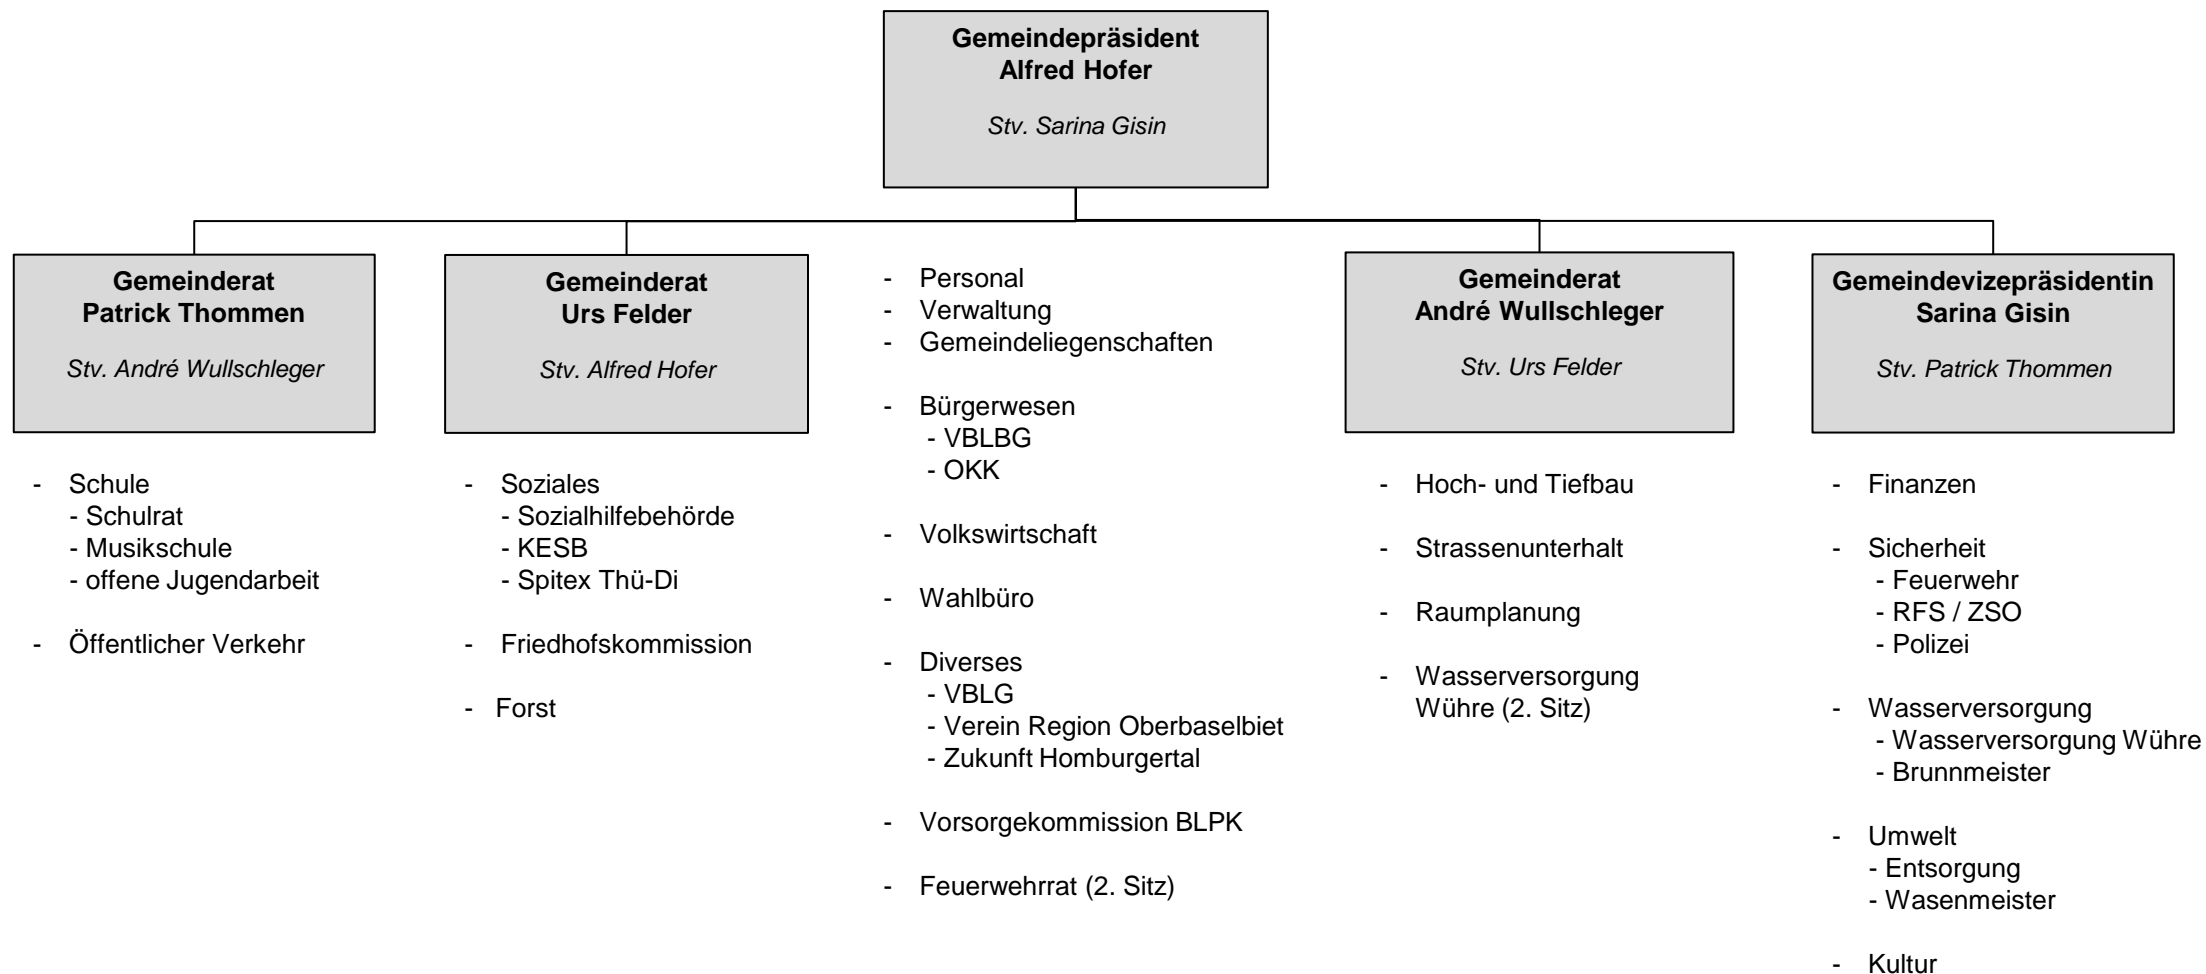 Gemeindepräsident
Alfred Hofer
Stv. Sarina Gisin
Gemeinderat
Patrick Thommen
Stv. André Wullschleger
- Schule
- Schulrat
- Musikschule
- offene Jugendarbeit
- Öffentlicher Verkehr
Gemeinderat
Urs Felder
Stv. Alfred Hofer
- Soziales
- Sozialhilfebehörde
- KESB
- Spitex Thü-Di
- Friedhofskommission
- Forst
- Personal
- Verwaltung
- Gemeindeliegenschaften
- Bürgerwesen
- VBLBG
- OKK
- Volkswirtschaft
- Wahlbüro
- Diverses
- VBLG
- Verein Region Oberbaselbiet
- Zukunft Homburgertal
- Vorsorgekommission BLPK
- Feuerwehrrat (2. Sitz)
Gemeinderat
André Wullschleger
Stv. Urs Felder
- Hoch- und Tiefbau
- Strassenunterhalt
- Raumplanung
- Wasserversorgung
Wühre (2. Sitz)
Gemeindevizepräsidentin
Sarina Gisin
Stv. Patrick Thommen
- Finanzen
- Sicherheit
- Feuerwehr
- RFS / ZSO
- Polizei
- Wasserversorgung
- Wasserversorgung Wühre
- Brunnmeister
- Umwelt
- Entsorgung
- Wasenmeister
- Kultur